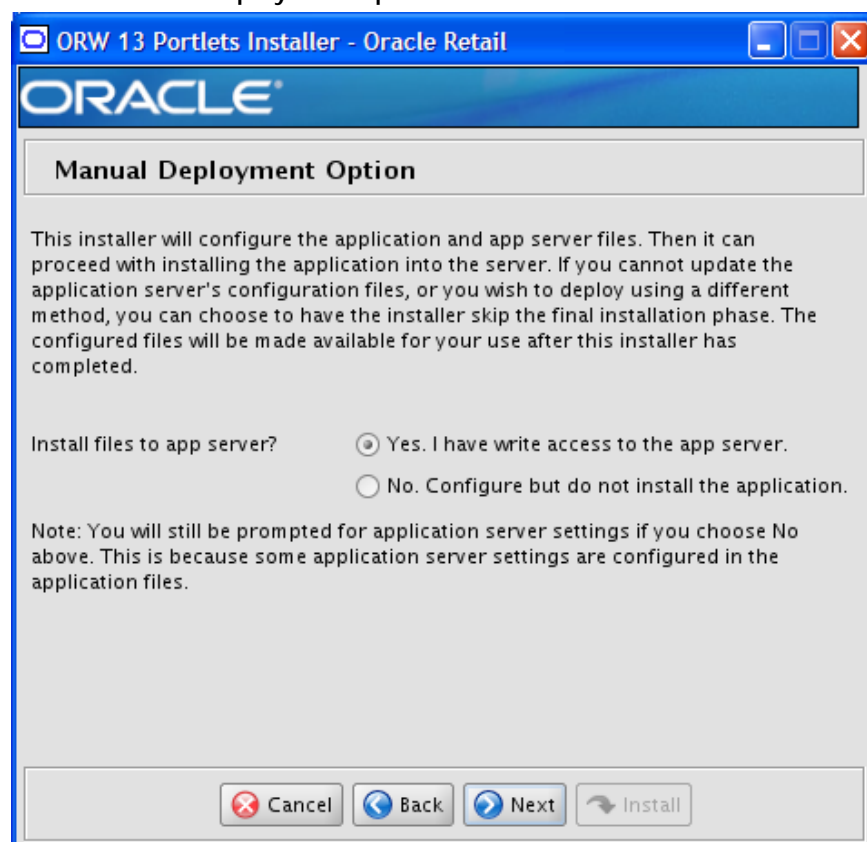 ORW 13 Portlets Installer - Oracle Retail
ORACLE®
Manual Deployment Option
This installer will configure the application and app server files. Then it can
proceed with installing the application into the server. If you cannot update the
application server's configuration files, or you wish to deploy using a different
method, you can choose to have the installer skip the final installation phase. The
configured files will be made available for your use after this installer has
completed.
Install files to app server? Yes. I have write access to the app server.
No. Configure but do not install the application.
Note: You will still be prompted for application server settings if you choose No
above. This is because some application server settings are configured in the
application files.
Cancel Back Next Install